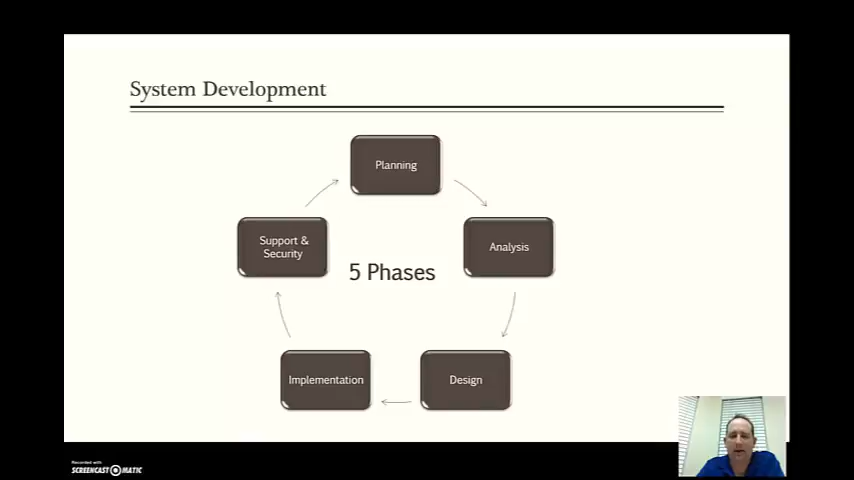 System Development
Planning
Support &
Security
Analysis
5 Phases
Implementation
Design
Recorded with
SCREENCAST-O-MATIC